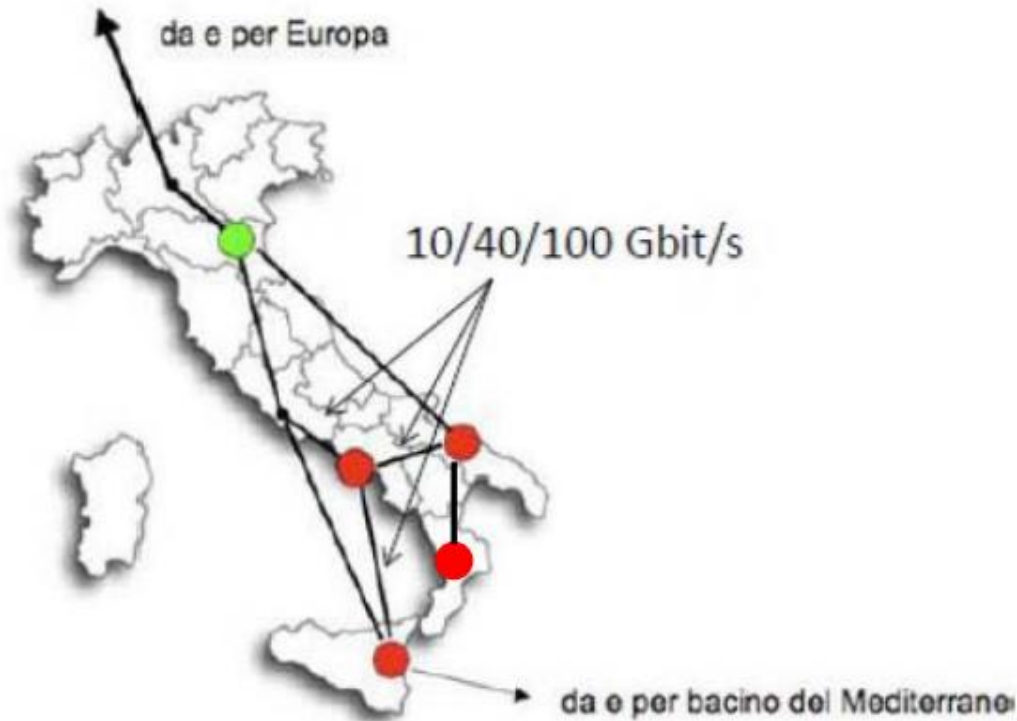 da e per Europa
10/40/100 Gbit/s
da e per bacino del Mediterrane